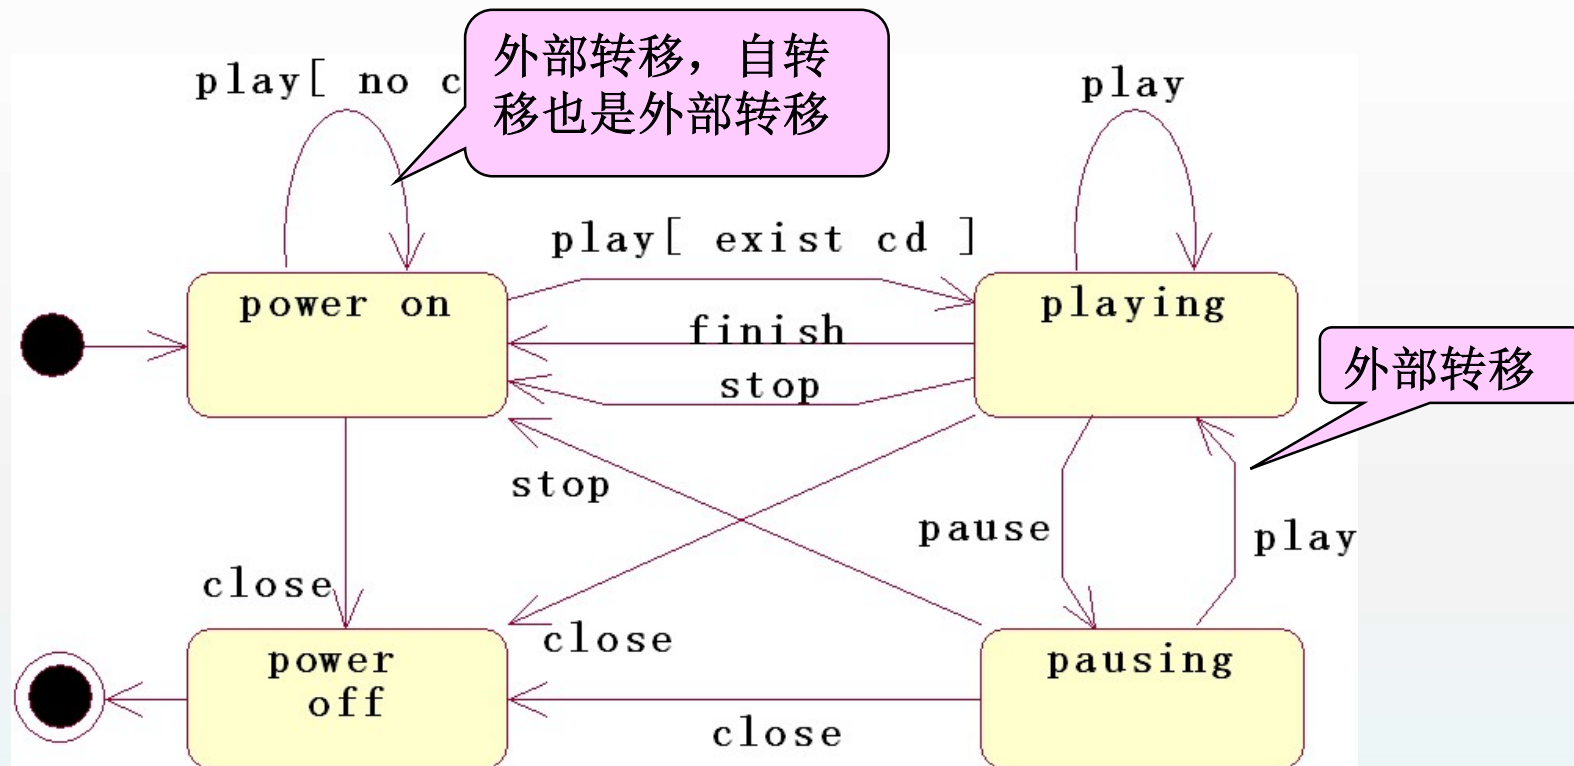 外部转移，自转
移也是外部转移
play[ no c
play
play[ exist cd ]
power on
playing
finish
外部转移
stop
stop
pause
play
close
close
power
off
pausing
close